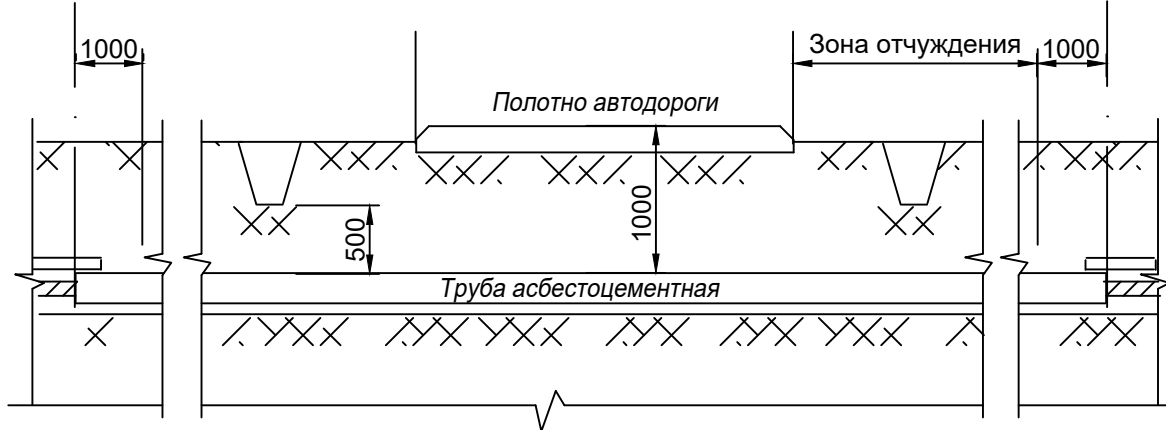 1000
Зона отчуждения
1000
Полотно автодороги
500
1000
Труба асбестоцементная